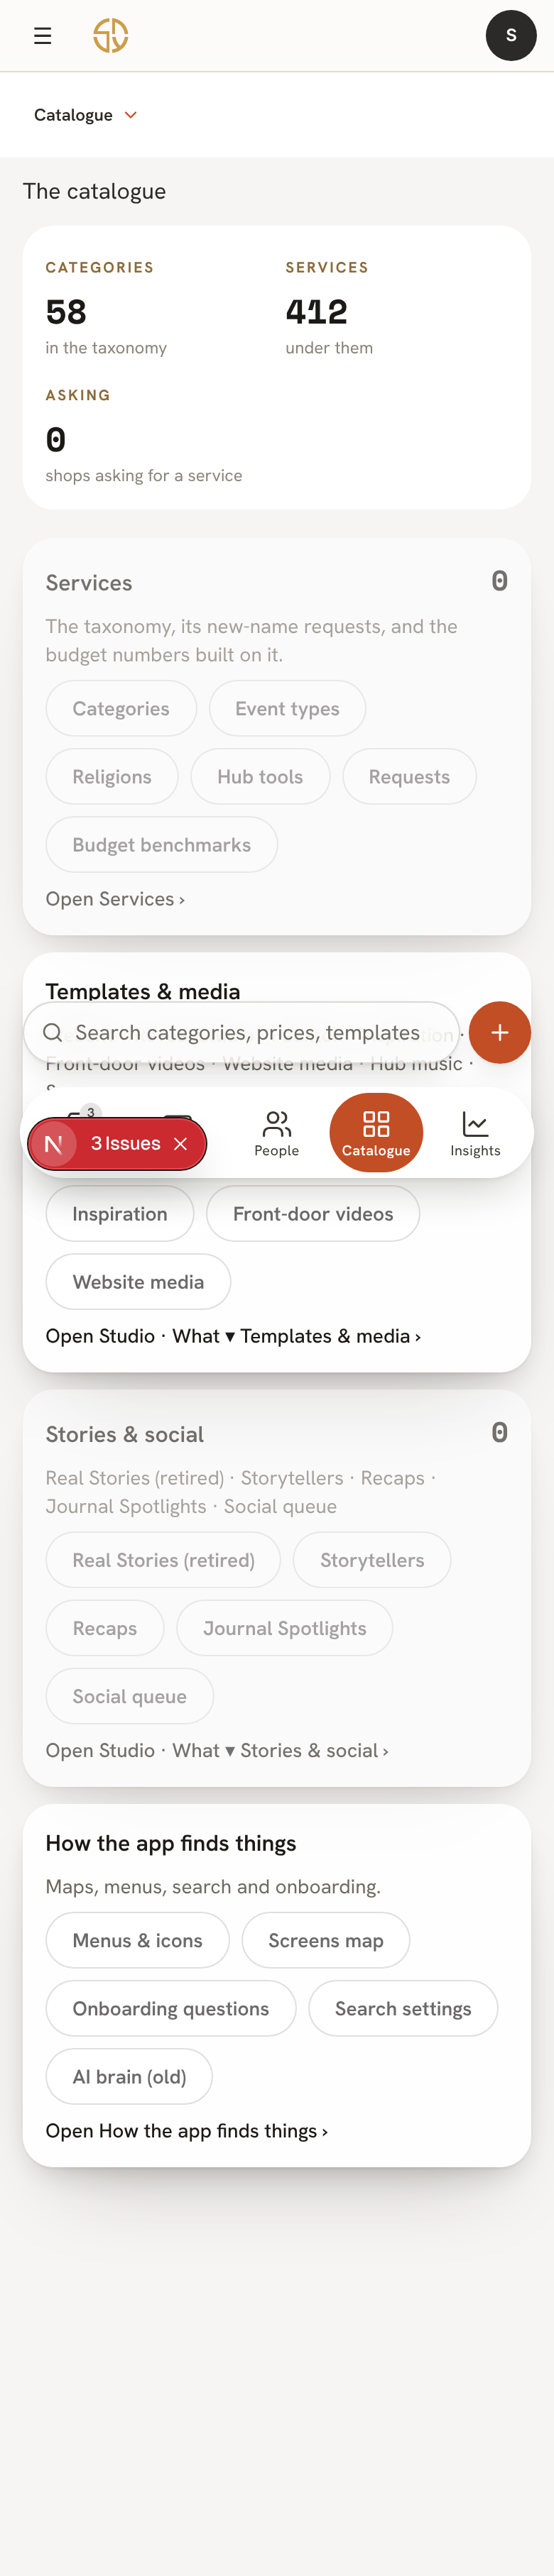 S
Catalogue
The catalogue
CATEGORIES
SERVICES
58
412
in the taxonomy
under them
ASKING
0
shops asking for a service
Services
0
The taxonomy, its new-name requests, and the
budget numbers built on it.
Categories
Event types
Religions
Hub tools
Requests
Budget benchmarks
Open Services ›
Templates & media
Search categories, prices, templates
Front-door videos · Website media · Hub music ·
3
N
3 Issues
People
Catalogue
Insights
Inspiration
Front-door videos
Website media
Open Studio · What ▾ Templates & media ›
Stories & social
0
Real Stories (retired) · Storytellers · Recaps ·
Journal Spotlights · Social queue
Real Stories (retired)
Storytellers
Recaps
Journal Spotlights
Social queue
Open Studio · What ▾ Stories & social ›
How the app finds things
Maps, menus, search and onboarding.
Menus & icons
Screens map
Onboarding questions
Search settings
AI brain (old)
Open How the app finds things ›